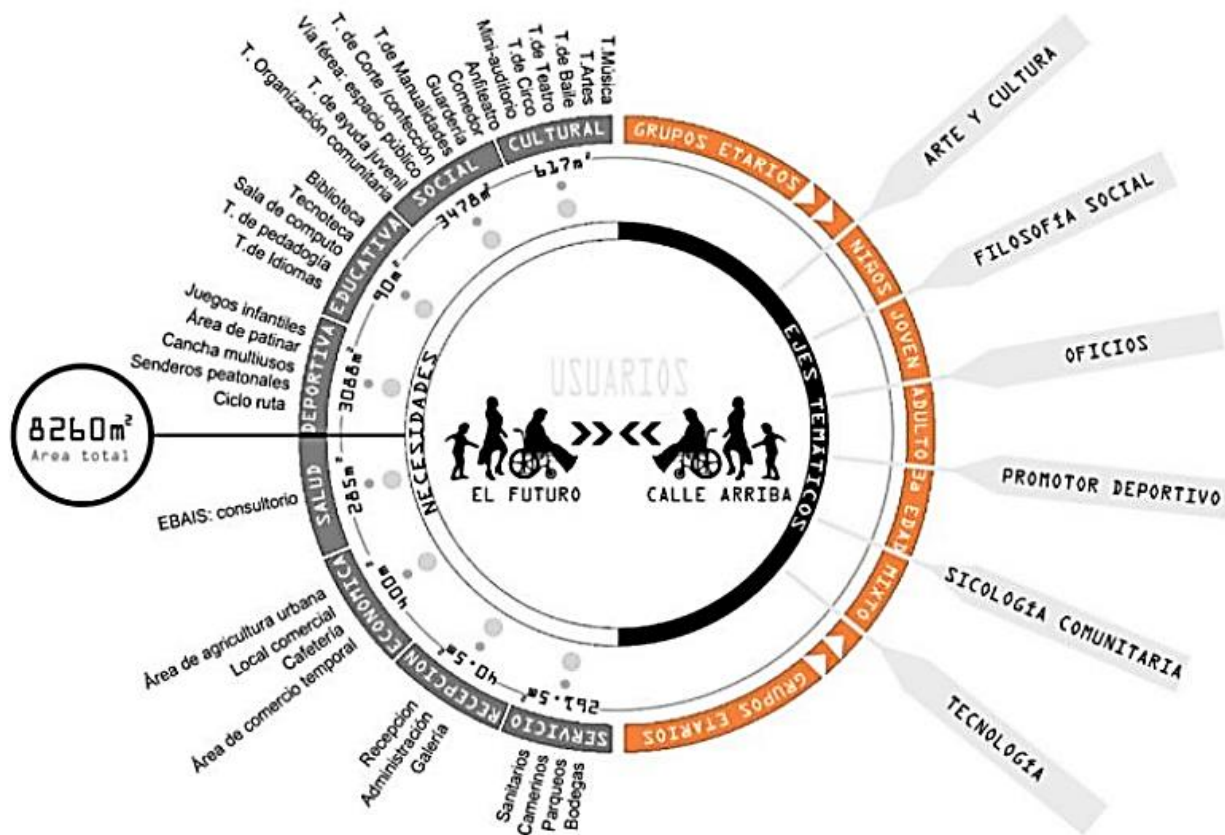 T.Música
T.Artes
T.de Baile
T.de Teatro
T.de Circo
Mini-auditorio
Anfiteatro
Comedor
Guardería
T.de Manualidades
T. de Corte /confección
Vía férea: espacio público
T. de ayuda juvenil
T. Organización comunitaria
Biblioteca
Tecnoteca
Sala de computo
T. de pedadogía
T.de Idiomas
Juegos infantiles
Área de patinar
Cancha multiusos
Senderos peatonales
Ciclo ruta
EBAIS: consultorio
Área de agricultura urbana
Local comercial
Cafetería
Área de comercio temporal
Recepcion
Administración
Galería
Sanitarios
Camerinos
Parqueos
Bodegas
CULTURAL
SOCIAL
EDUCATIVA
DEPORTIVA
SALUD
ECONOMICA
RECEPCION
SERVICIO
617m²
3478m²
90m²
3088m²
285m²
400m²
40.5m²
261.5m²
8260m²
Area total
NECESIDADES
USUARIOS
EL FUTURO
CALLE ARRIBA
EJES TEMATICOS
GRUPOS ETARIOS
NIÑOS
JOVEN
ADULTO
3a EDAD
MIXTO
GRUPOS ETARIOS
ARTE Y CULTURA
FILOSOFÍA SOCIAL
OFICIOS
PROMOTOR DEPORTIVO
SICOLOGÍA COMUNITARIA
TECNOLOGÍA